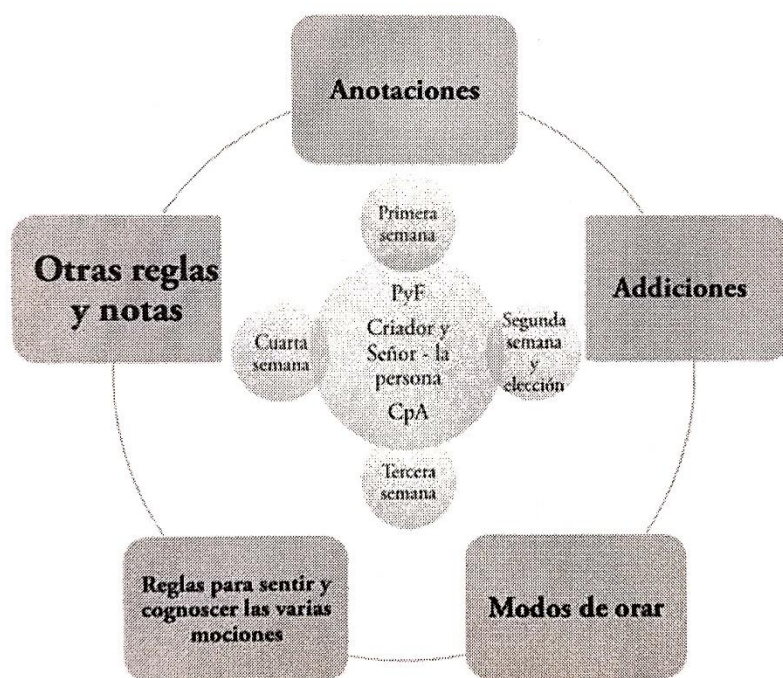 Anotaciones
Primera
semana
Otras reglas
y notas
Addiciones
PyF
Criador y
Señor - la
persona
CpA
Cuarta
semana
Segunda
semana
y
elección
Tercera
semana
Reglas para sentir y
cognoscer las varias
mociones
Modos de orar